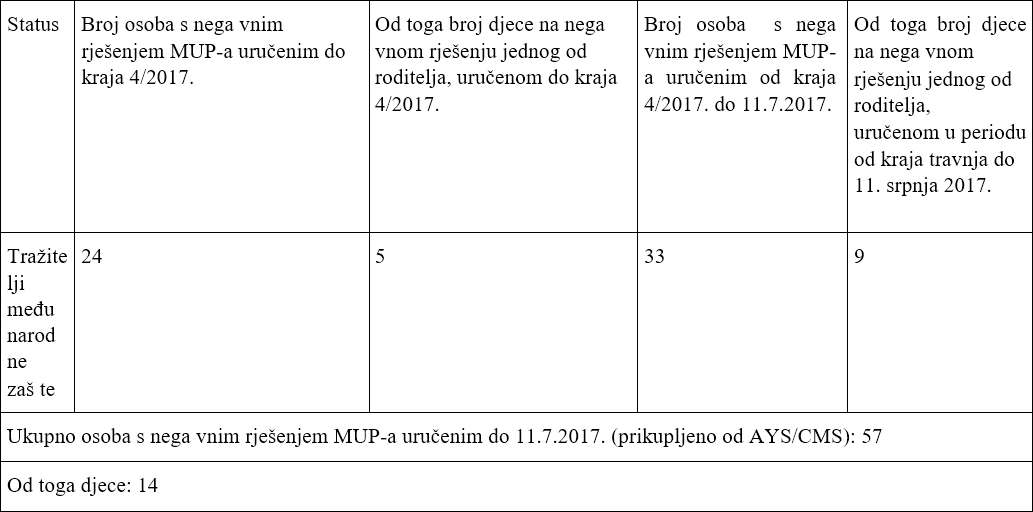 Status
Broj osoba s nega vnim
rješenjem MUP-a uručenim do
kraja 4/2017.
Od toga broj djece na nega
vnom rješenju jednog od
roditelja, uručenom do kraja
4/2017.
Broj osoba s nega
vnim rješenjem MUP-
a uručenim od kraja
4/2017. do 11.7.2017.
Od toga broj djece
na nega vnom
rješenju jednog od
roditelja,
uručenom u periodu
od kraja travnja do
11. srpnja 2017.
Tražite
lji
među
narod
ne
zaš te
24
5
33
9
Ukupno osoba s nega vnim rješenjem MUP-a uručenim do 11.7.2017. (prikupljeno od AYS/CMS): 57
Od toga djece: 14